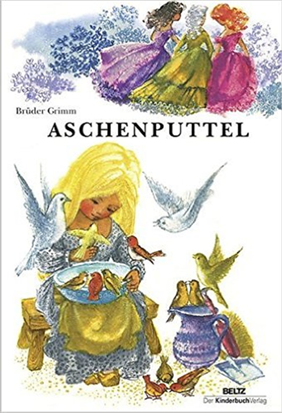 Brüder Grimm
ASCHENPUTTEL
BELTZ
Der KinderbuchVerlag